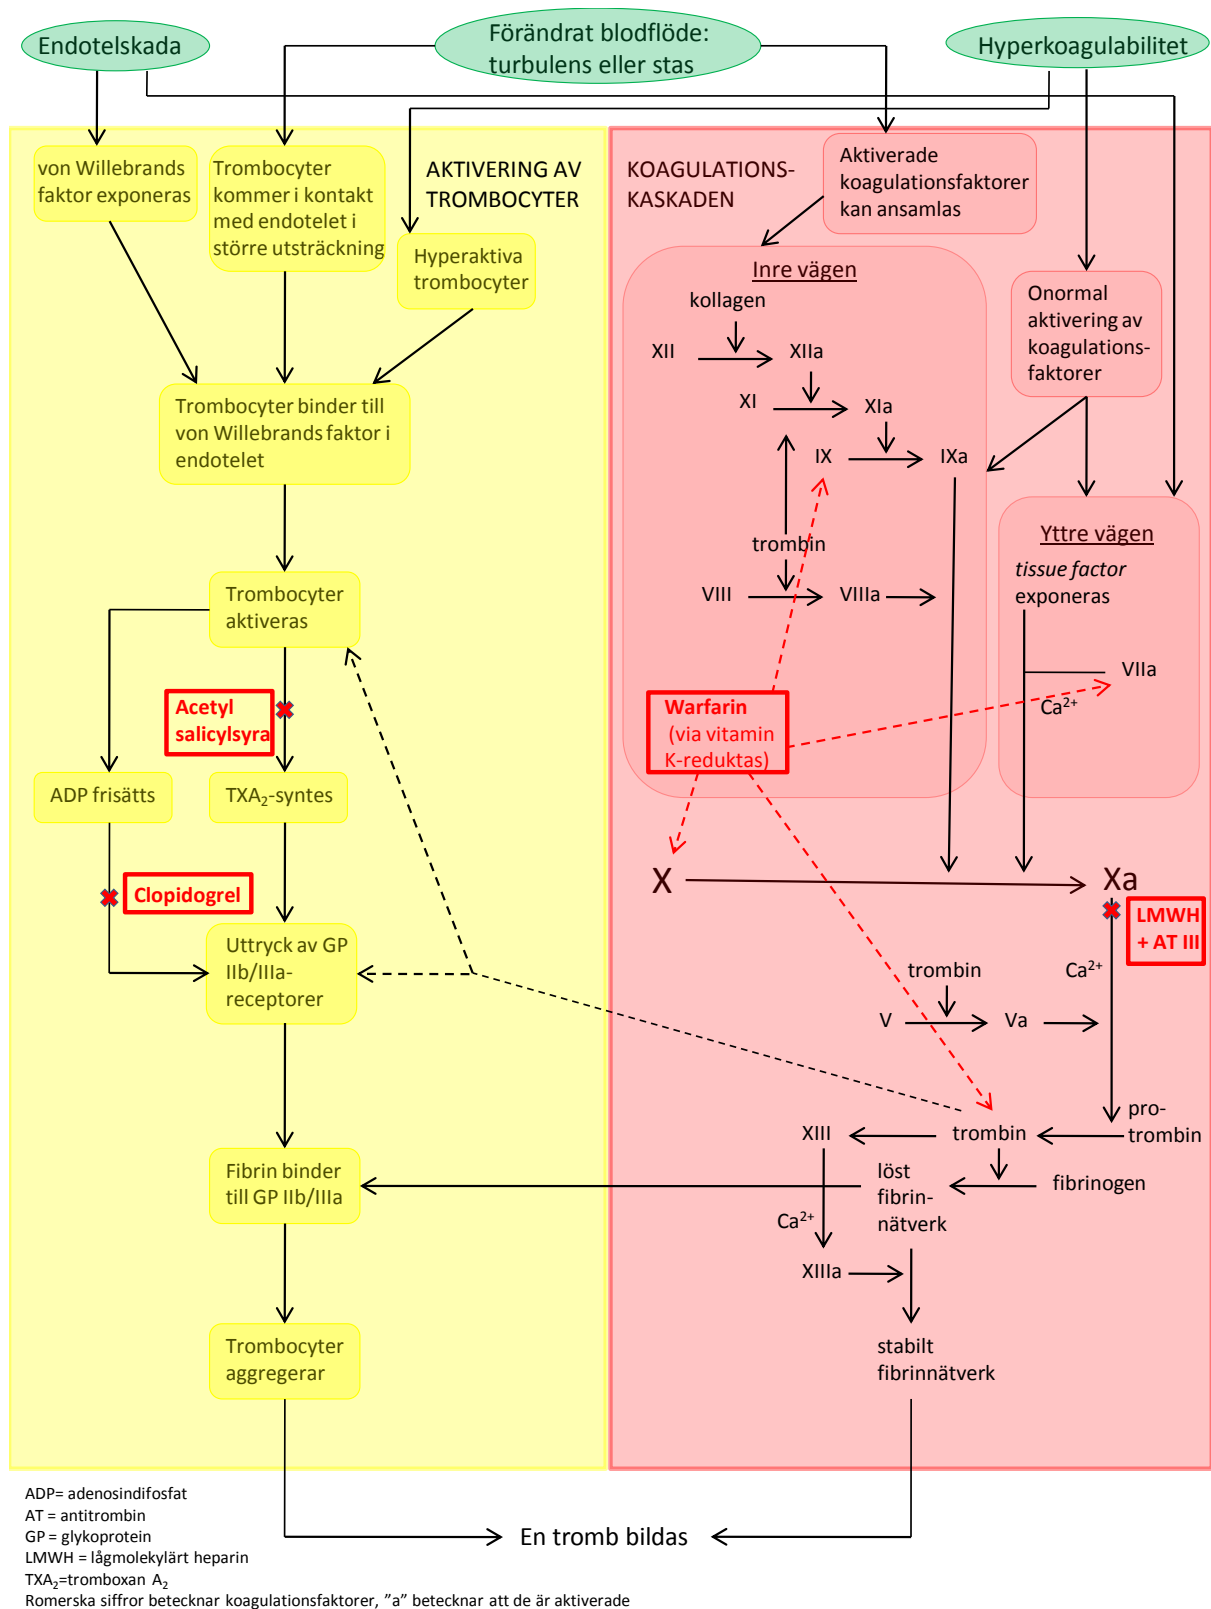 Endotelskada
Förändrat blodflöde:
turbulens eller stas
Hyperkoagulabilitet
von Willebrands
faktor exponeras
Trombocyter
kommer i kontakt
med endotelet i
större utsträckning
AKTIVERING AV
TROMBOCYTER
Hyperaktiva
trombocyter
KOAGULATIONS-
KASKADEN
Aktiverade
koagulationsfaktorer
kan ansamlas
Inre vägen
kollagen
XII
XIIa
XI
XIa
IX
IXa
trombin
VIII
VIIIa
Onormal
aktivering av
koagulations-
faktorer
Yttre vägen
tissue factor
exponeras
VIIa
Ca²⁺
Trombocyter binder till
von Willebrands faktor i
endotelet
Trombocyter
aktiveras
Acetyl
salicylsyra
ADP frisätts
TXA₂-syntes
Clopidogrel
Uttryck av GP
IIb/IIIa-
receptorer
Warfarin
(via vitamin
K-reduktas)
X
Xa
LMWH
+ AT III
Ca²⁺
trombin
V
Va
pro-
trombin
trombin
XIII
fibrinogen
löst
fibrin-
nätverk
Ca²⁺
XIIIa
stabilt
fibrinnätverk
Fibrin binder
till GP IIb/IIIa
Trombocyter
aggregerar
En tromb bildas
ADP= adenosindifosfat
AT = antitrombin
GP = glykoprotein
LMWH = lågmolekylärt heparin
TXA₂=tromboxan A₂
Romerska siffror betecknar koagulationsfaktorer, ”a” betecknar att de är aktiverade